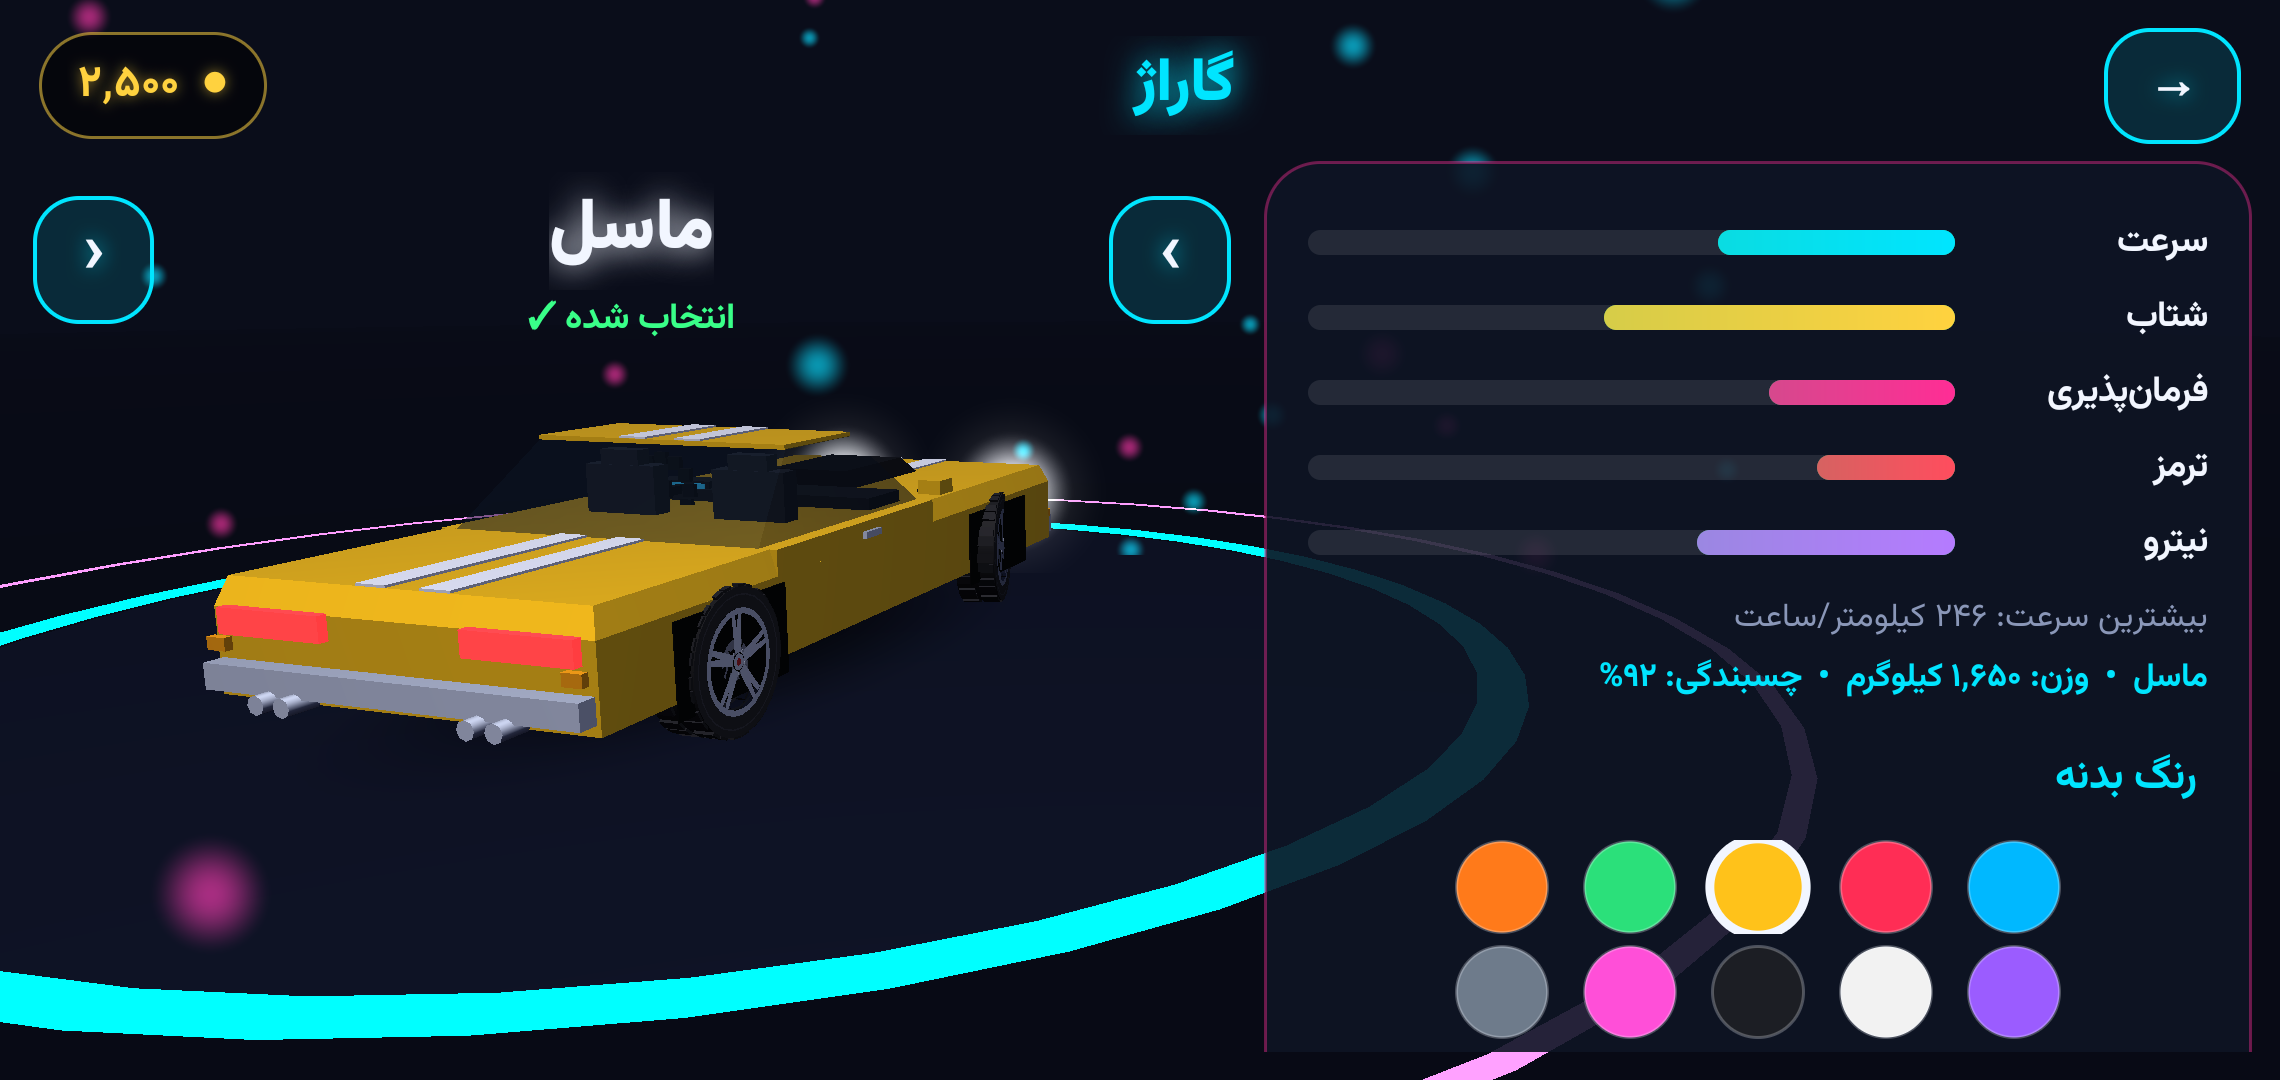 →
گاراژ
۲,۵۰۰
ماسل
انتخاب شده ✓
سرعت
شتاب
فرمان‌پذیری
ترمز
نیترو
بیشترین سرعت: ۲۴۶ کیلومتر/ساعت
ماسل • وزن: ۱,۶۵۰ کیلوگرم • چسبندگی: ۹۲%
رنگ بدنه